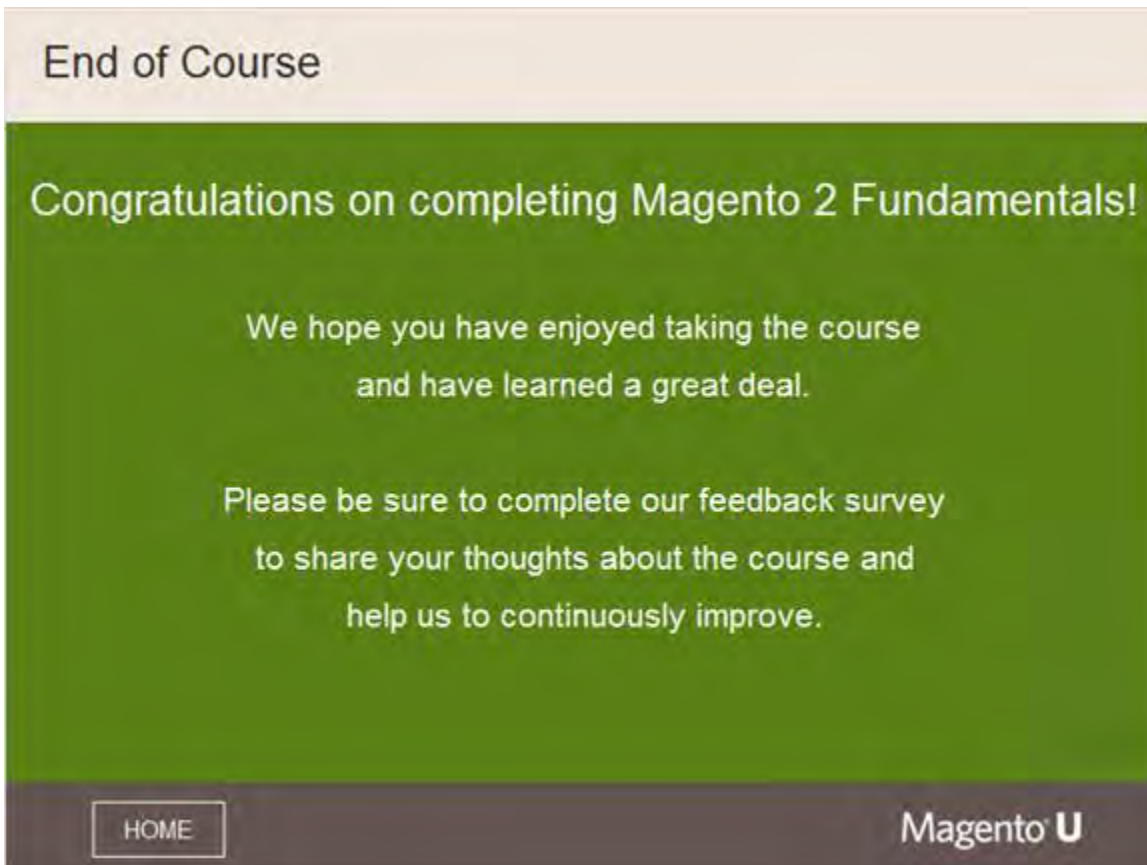 End of Course
Congratulations on completing Magento 2 Fundamentals!
We hope you have enjoyed taking the course
and have learned a great deal.
Please be sure to complete our feedback survey
to share your thoughts about the course and
help us to continuously improve.
HOME
Magento U